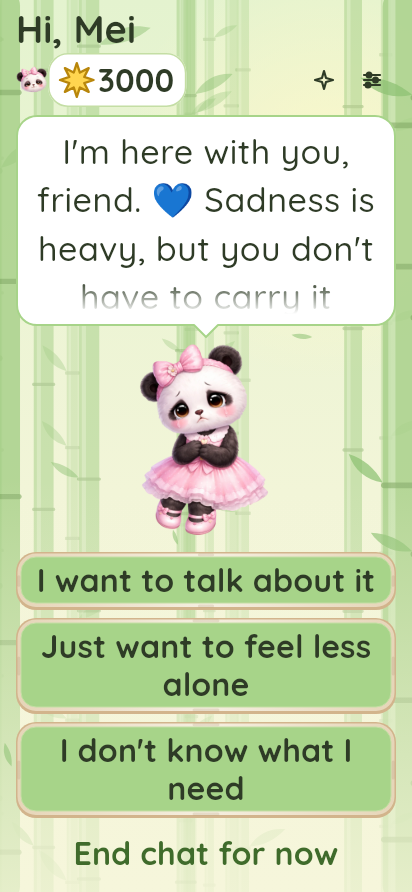 Hi, Mei
3000
I'm here with you,
friend. 💙 Sadness is
heavy, but you don't
have to carry it
I want to talk about it
Just want to feel less
alone
I don't know what I
need
End chat for now